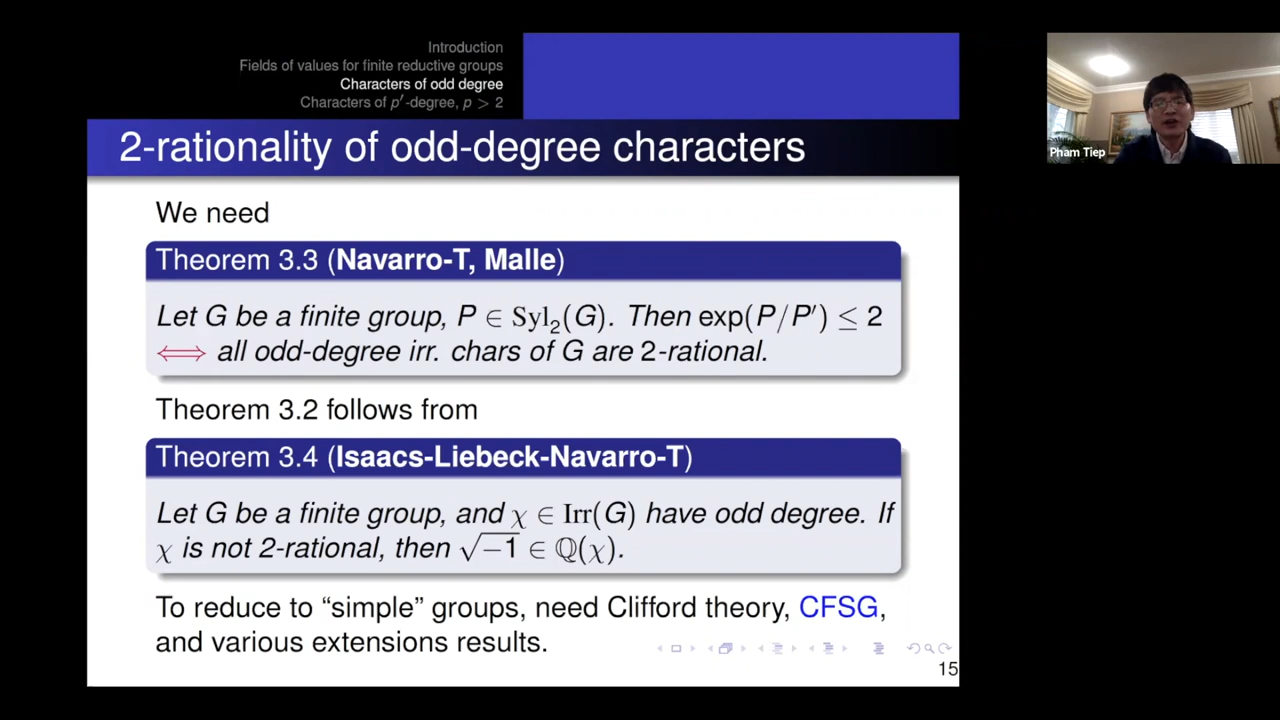 Introduction
Fields of values for finite reductive groups
Characters of odd degree
Characters of p′-degree, p > 2
2-rationality of odd-degree characters
We need
Theorem 3.3 (Navarro-T, Malle)
Let G be a finite group, P ∈ Syl₂(G). Then exp(P/P′) ≤ 2
⟺ all odd-degree irr. chars of G are 2-rational.
Theorem 3.2 follows from
Theorem 3.4 (Isaacs-Liebeck-Navarro-T)
Let G be a finite group, and χ ∈ Irr(G) have odd degree. If
χ is not 2-rational, then √−1 ∈ ℚ(χ).
To reduce to “simple” groups, need Clifford theory, CFSG,
and various extensions results.
15
Pham Tiep